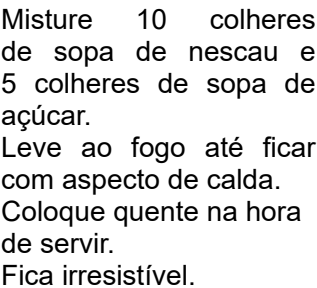 Misture 10 colheres
de sopa de nescau e
5 colheres de sopa de
açúcar.
Leve ao fogo até ficar
com aspecto de calda.
Coloque quente na hora
de servir.
Fica irresistível.